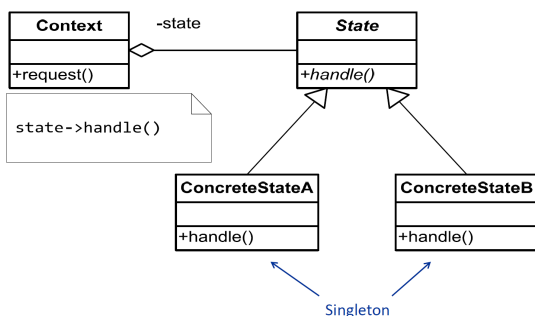 Context
-state
State
+request()
+handle()
state->handle()
ConcreteStateA
ConcreteStateB
+handle()
+handle()
Singleton